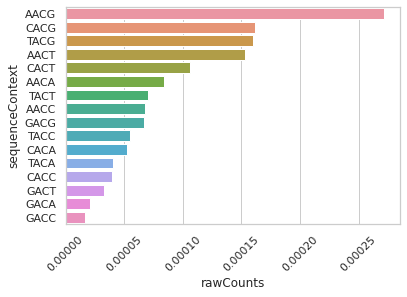 AACG
CACG
TACG
AACT
CACT
AACA
TACT
AACC
GACG
TACC
CACA
TACA
CACC
GACT
GACA
GACC
sequenceContext
0.00000
0.00005
0.00010
0.00015
0.00020
0.00025
rawCounts